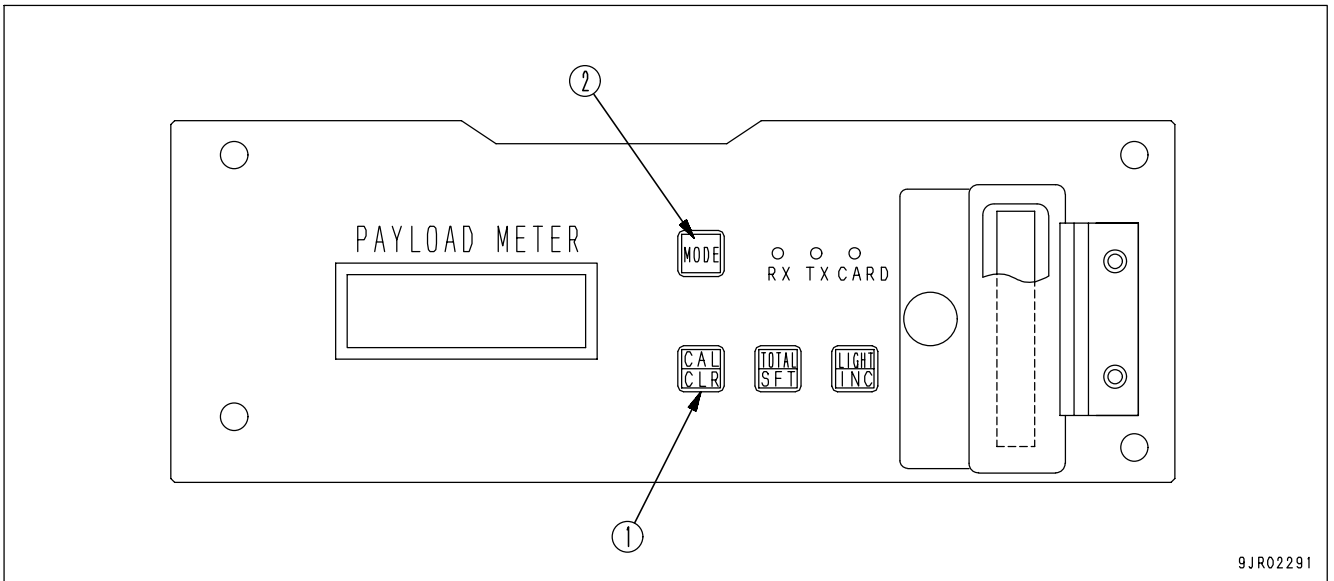 ②
PAYLOAD METER
MODE
RX TX CARD
CAL
CLR
TOTAL
SFT
LIGHT
INC
①
9JR02291